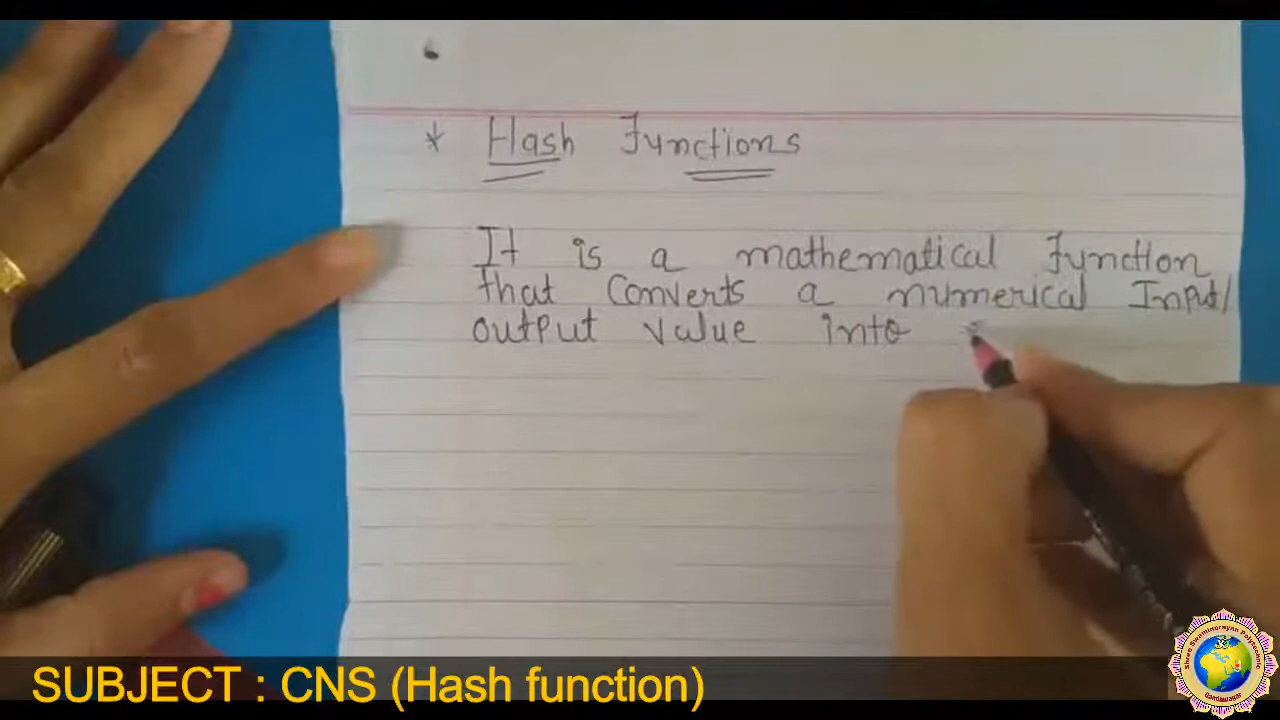 * Hash Functions
It is a mathematical Function
that Converts a numerical Input/
output value into
SUBJECT : CNS (Hash function)